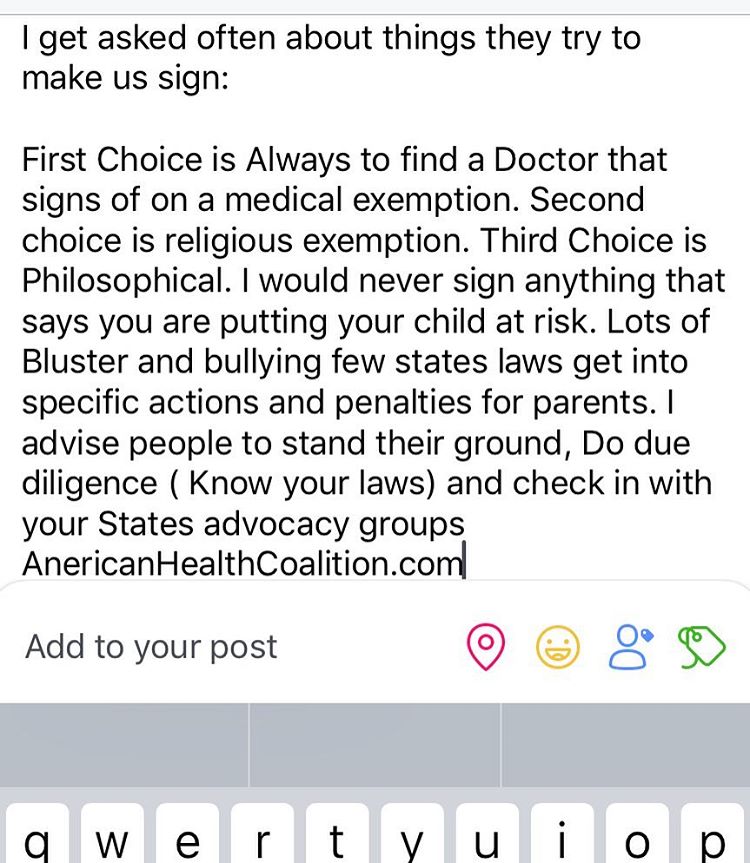 I get asked often about things they try to
make us sign:
First Choice is Always to find a Doctor that
signs of on a medical exemption. Second
choice is religious exemption. Third Choice is
Philosophical. I would never sign anything that
says you are putting your child at risk. Lots of
Bluster and bullying few states laws get into
specific actions and penalties for parents. I
advise people to stand their ground, Do due
diligence ( Know your laws) and check in with
your States advocacy groups
AnericanHealthCoalition.com
Add to your post
q w e r t y u i o p